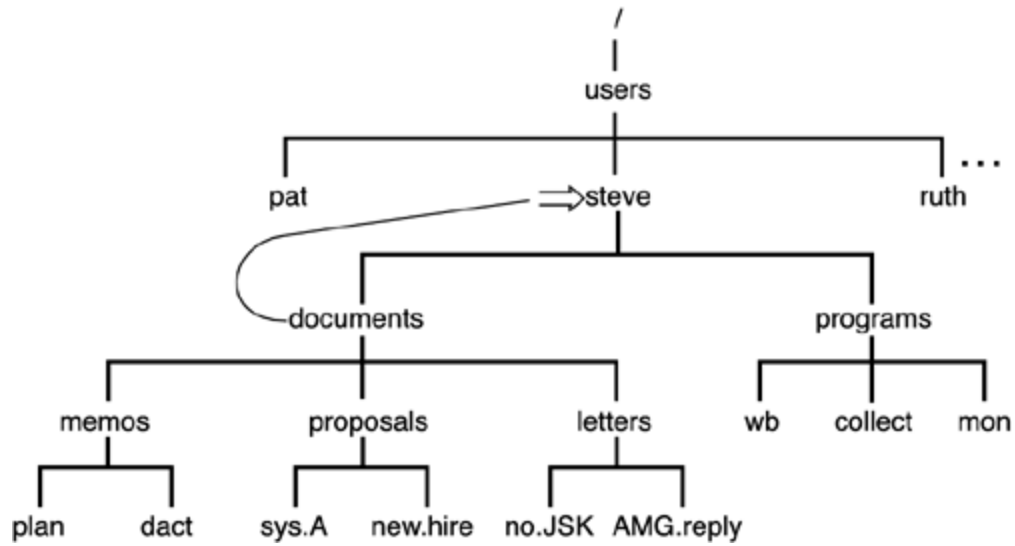 /
users
pat steve ruth ...
documents programs
memos proposals letters wb collect mon
plan dact sys.A new.hire no.JSK AMG.reply